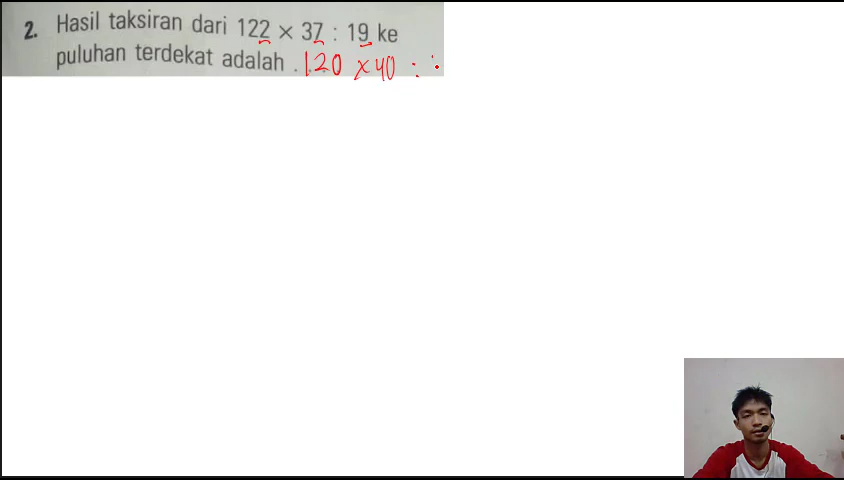 2. Hasil taksiran dari 122 × 37 : 19 ke
puluhan terdekat adalah . 120 × 40 :